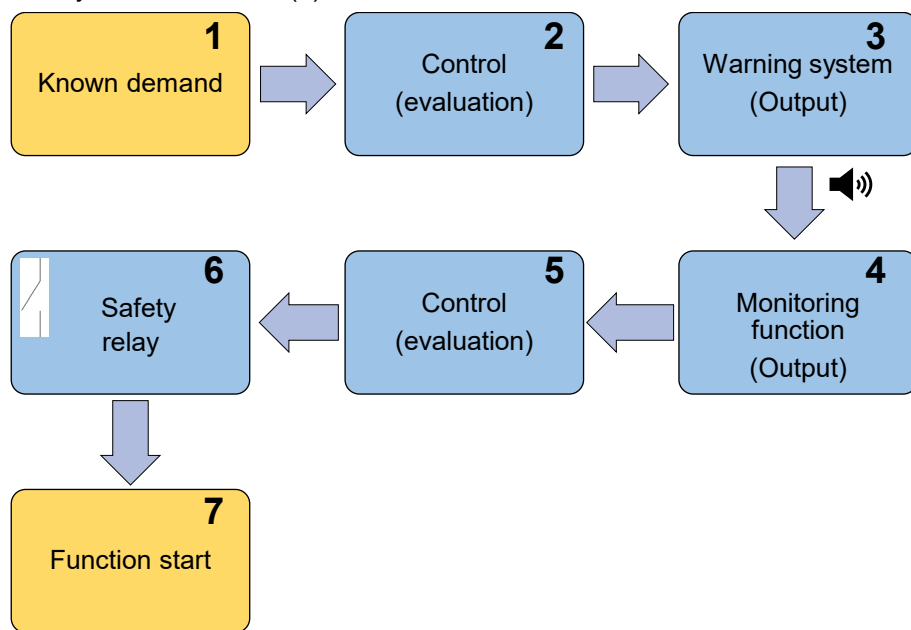 1
Known demand
2
Control
(evaluation)
3
Warning system
(Output)
4
Monitoring
function
(Output)
5
Control
(evaluation)
6
Safety
relay
7
Function start